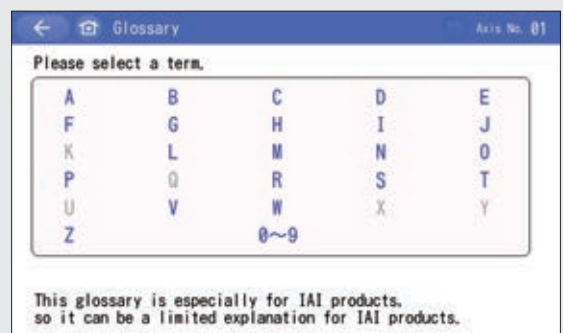 ← Glossary Axis No. 01
Please select a term.
A B C D E
F G H I J
K L M N O
P Q R S T
U V W X Y
Z 0～9
This glossary is especially for IAI products.
so it can be a limited explanation for IAI products.